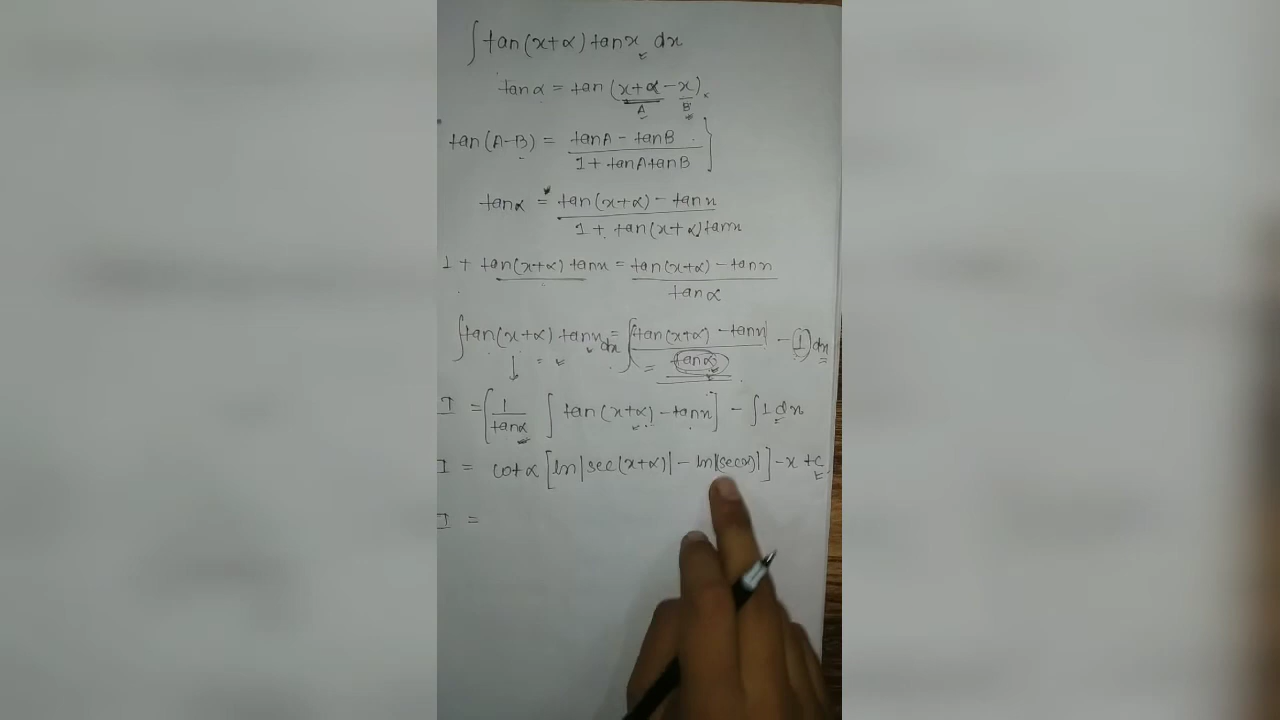 ∫ tan(x+α) tanx dx
tanα = tan (x+α - x).
A B
tan(A-B) = tanA - tanB / 1 + tanA tanB }
tanα = tan(x+α) - tanx / 1 + tan(x+α)tanx
1 + tan(x+α) tanx = tan(x+α) - tanx / tanα
∫tan(x+α) tanx dx = ∫[tan(x+α) - tanx / tanα - 1] dx
I = [1/tanα ∫ tan(x+α) - tanx] - ∫1 dx
I = cotα [ln|sec(x+α)| - ln|secx|] - x + c
I =